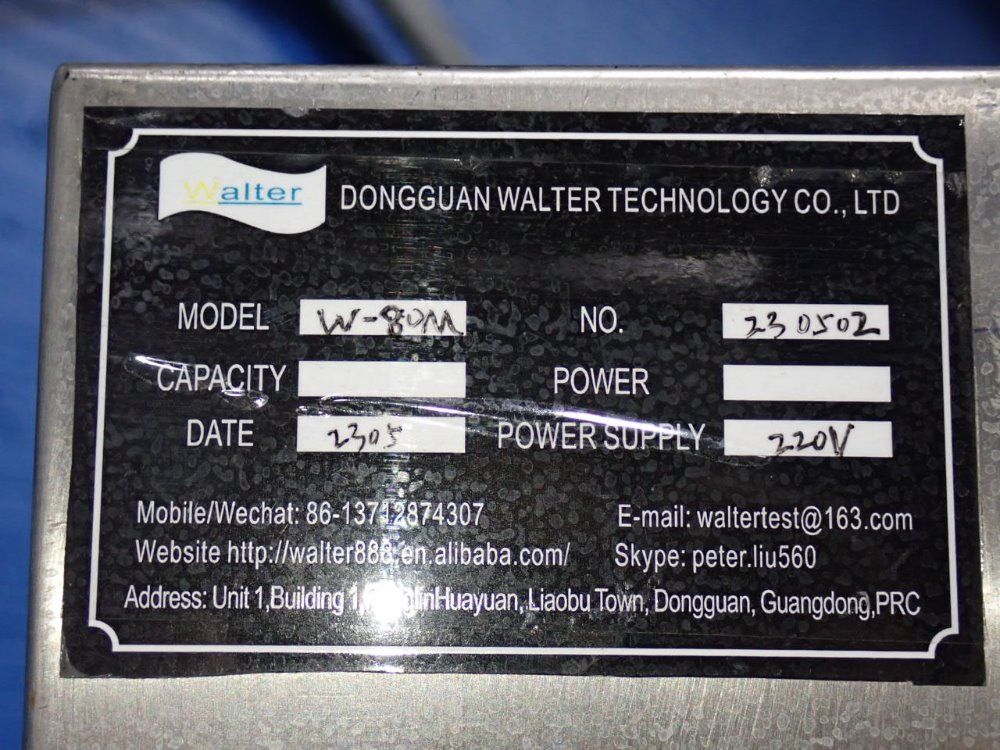 Walter
DONGGUAN WALTER TECHNOLOGY CO., LTD
MODEL W-80M NO. 230502
CAPACITY POWER
DATE 2305 POWER SUPPLY 220V
Mobile/Wechat: 86-13712874307 E-mail: waltertest@163.com
Website http://walter888.en.alibaba.com/ Skype: peter.liu560
Address: Unit 1,Building 1, Liaobu Town, Dongguan, Guangdong,PRC